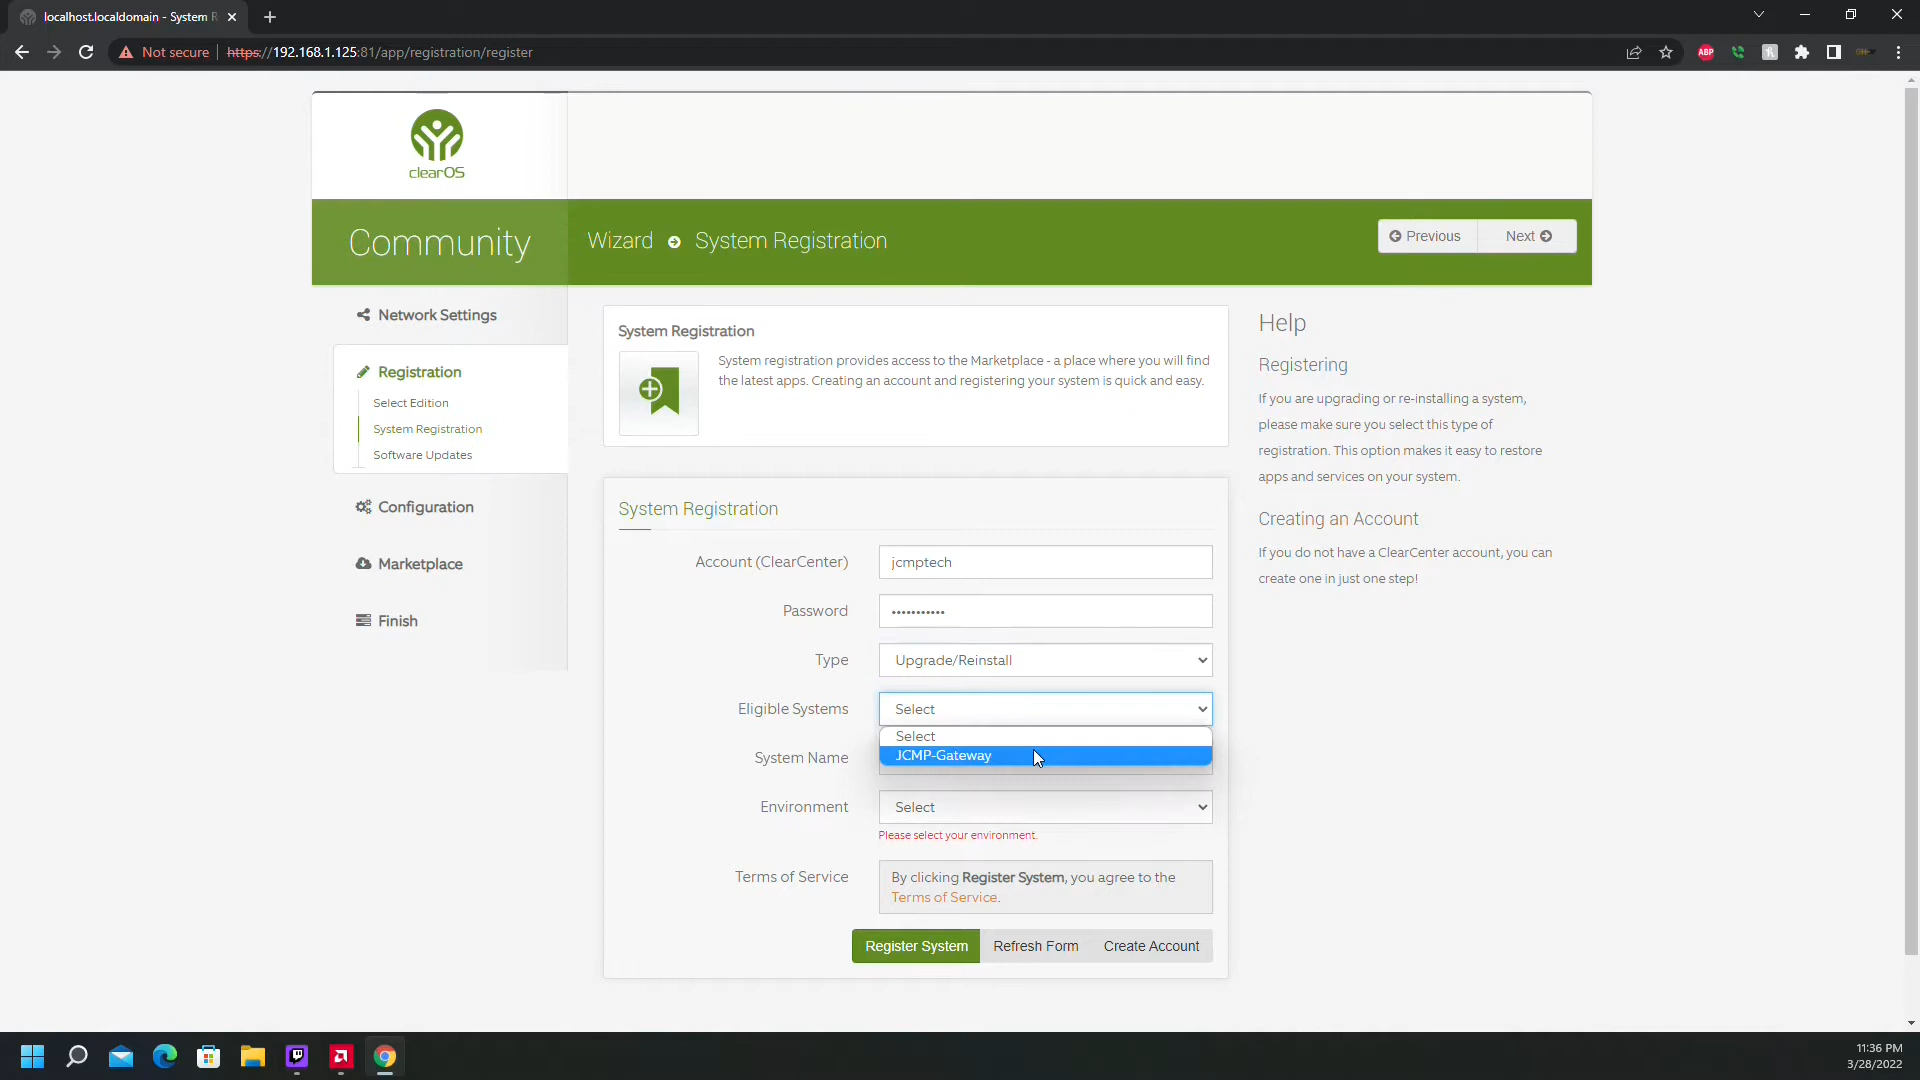 localhost.localdomain - System R
Not secure
https://192.168.1.125:81/app/registration/register
ABP
clearOS
Community
Wizard
System Registration
Previous
Next
Network Settings
Registration
Select Edition
System Registration
Software Updates
Configuration
Marketplace
Finish
System Registration
System registration provides access to the Marketplace - a place where you will find
the latest apps. Creating an account and registering your system is quick and easy.
System Registration
Account (ClearCenter)
jcmptech
Password
•••••••••••
Type
Upgrade/Reinstall
Eligible Systems
Select
Select
JCMP-Gateway
System Name
Environment
Select
Please select your environment.
Terms of Service
By clicking Register System, you agree to the
Terms of Service.
Register System
Refresh Form
Create Account
Help
Registering
If you are upgrading or re-installing a system,
please make sure you select this type of
registration. This option makes it easy to restore
apps and services on your system.
Creating an Account
If you do not have a ClearCenter account, you can
create one in just one step!
11:36 PM
3/28/2022